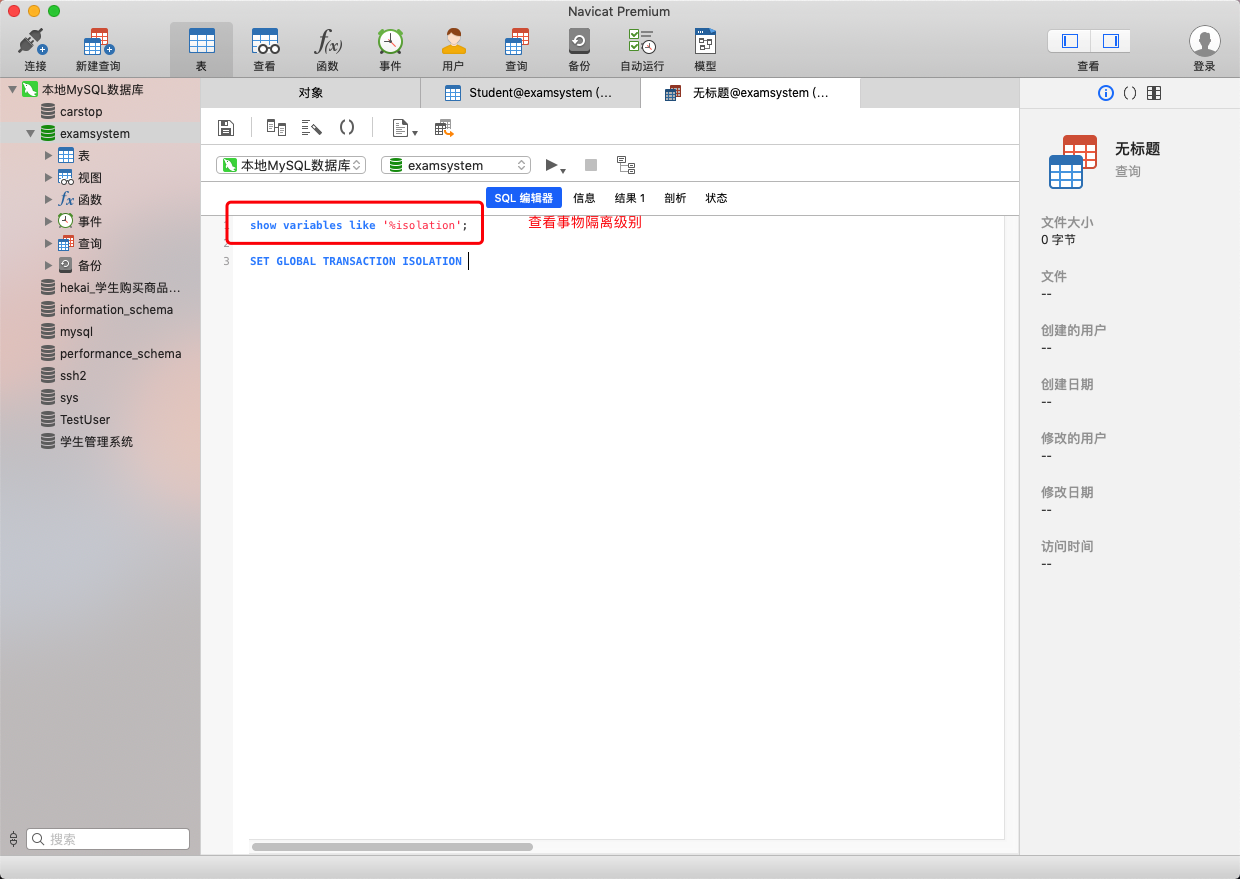 Navicat Premium
连接
新建查询
表
查看
函数
事件
用户
查询
备份
自动运行
模型
查看
登录
本地MySQL数据库
carstop
examsystem
表
视图
函数
事件
查询
备份
hekai_学生购买商品...
information_schema
mysql
performance_schema
ssh2
sys
TestUser
学生管理系统
搜索
对象
Student@examsystem (...
无标题@examsystem (...
本地MySQL数据库
examsystem
SQL 编辑器
信息
结果 1
剖析
状态
1 show variables like '%isolation';
查看事物隔离级别
2
3 SET GLOBAL TRANSACTION ISOLATION
无标题
查询
文件大小
0 字节
文件
--
创建的用户
--
创建日期
--
修改的用户
--
修改日期
--
访问时间
--